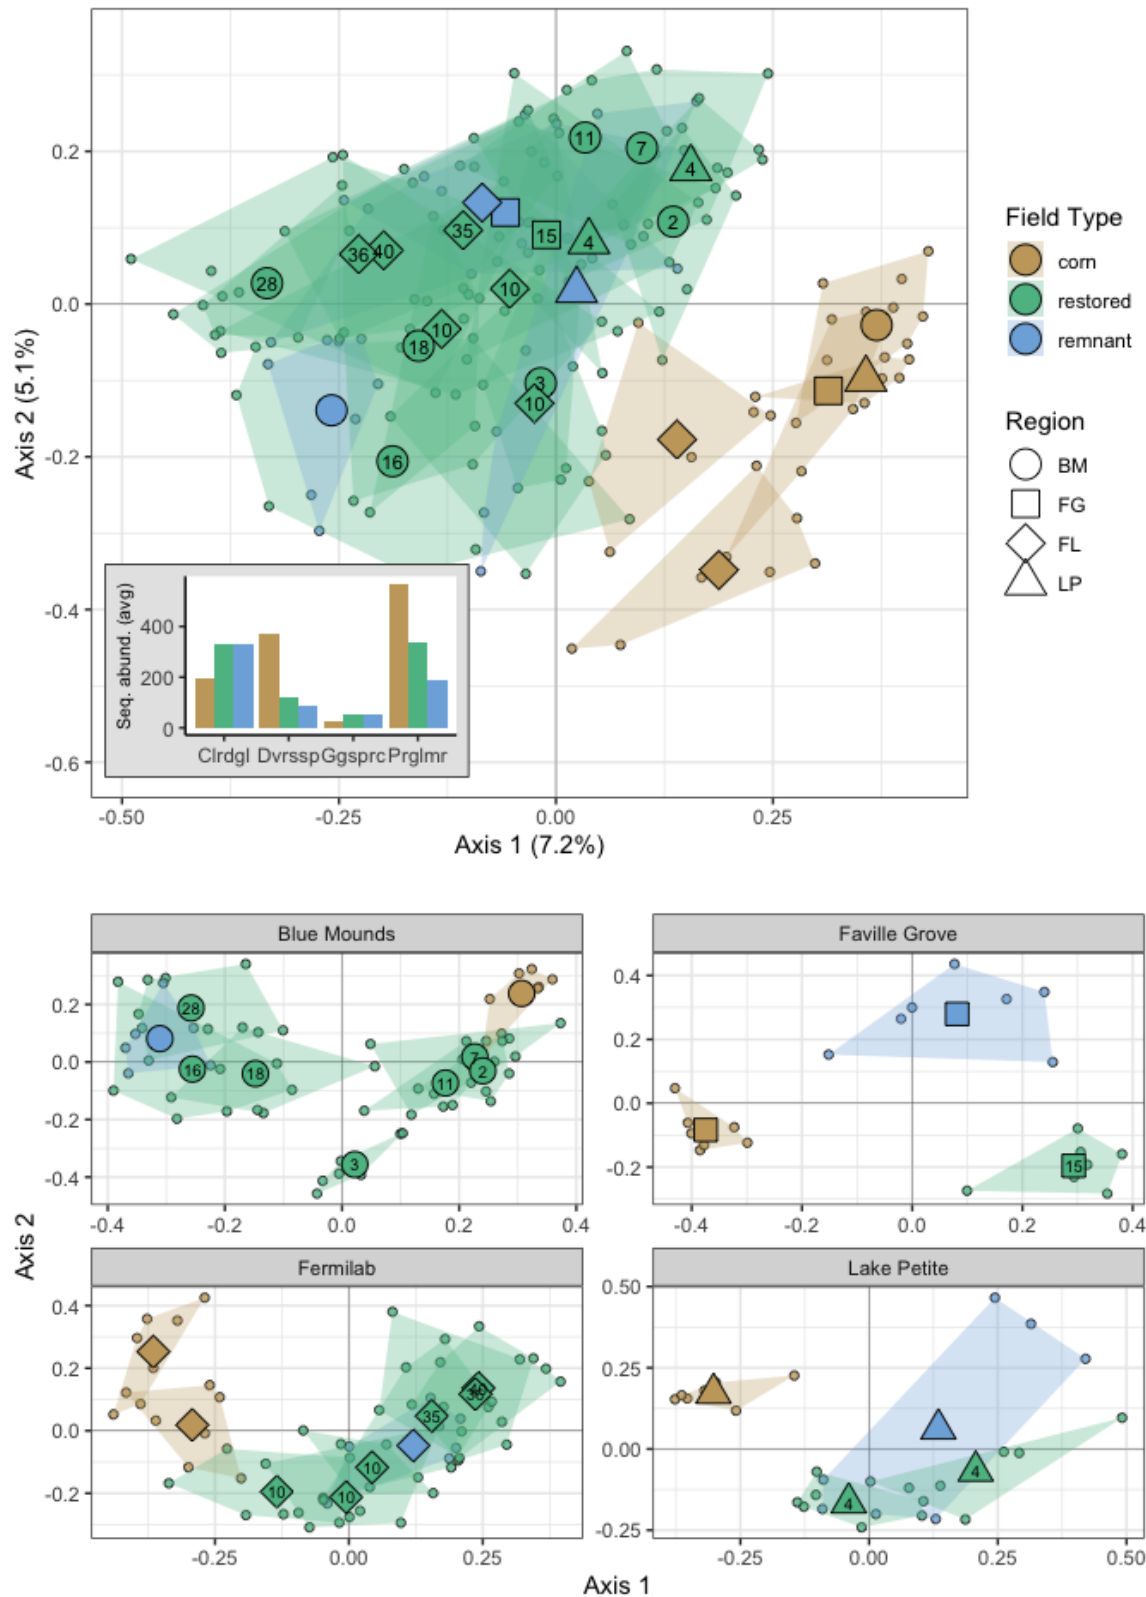 0.2
0.0
-0.2
-0.4
-0.6
Axis 2 (5.1%)
11
7
4
2
35
15
4
36
40
28
10
10
18
3
10
16
Seq. abund. (avg)
400
200
0
Clrdgl Dvrssp Ggsprc Prglmr
-0.50 -0.25 0.00 0.25
Axis 1 (7.2%)
Field Type
corn
restored
remnant
Region
BM
FG
FL
LP
Blue Mounds
0.2
0.0
-0.2
-0.4
28
16
18
7
2
11
3
-0.4 -0.2 0.0 0.2 0.4
Faville Grove
0.4
0.2
0.0
-0.2
15
-0.4 -0.2 0.0 0.2 0.4
Axis 2
Fermilab
0.4
0.2
0.0
-0.2
35
10
10
10
-0.25 0.00 0.25
Lake Petite
0.50
0.25
0.00
-0.25
4
4
-0.25 0.00 0.25 0.50
Axis 1